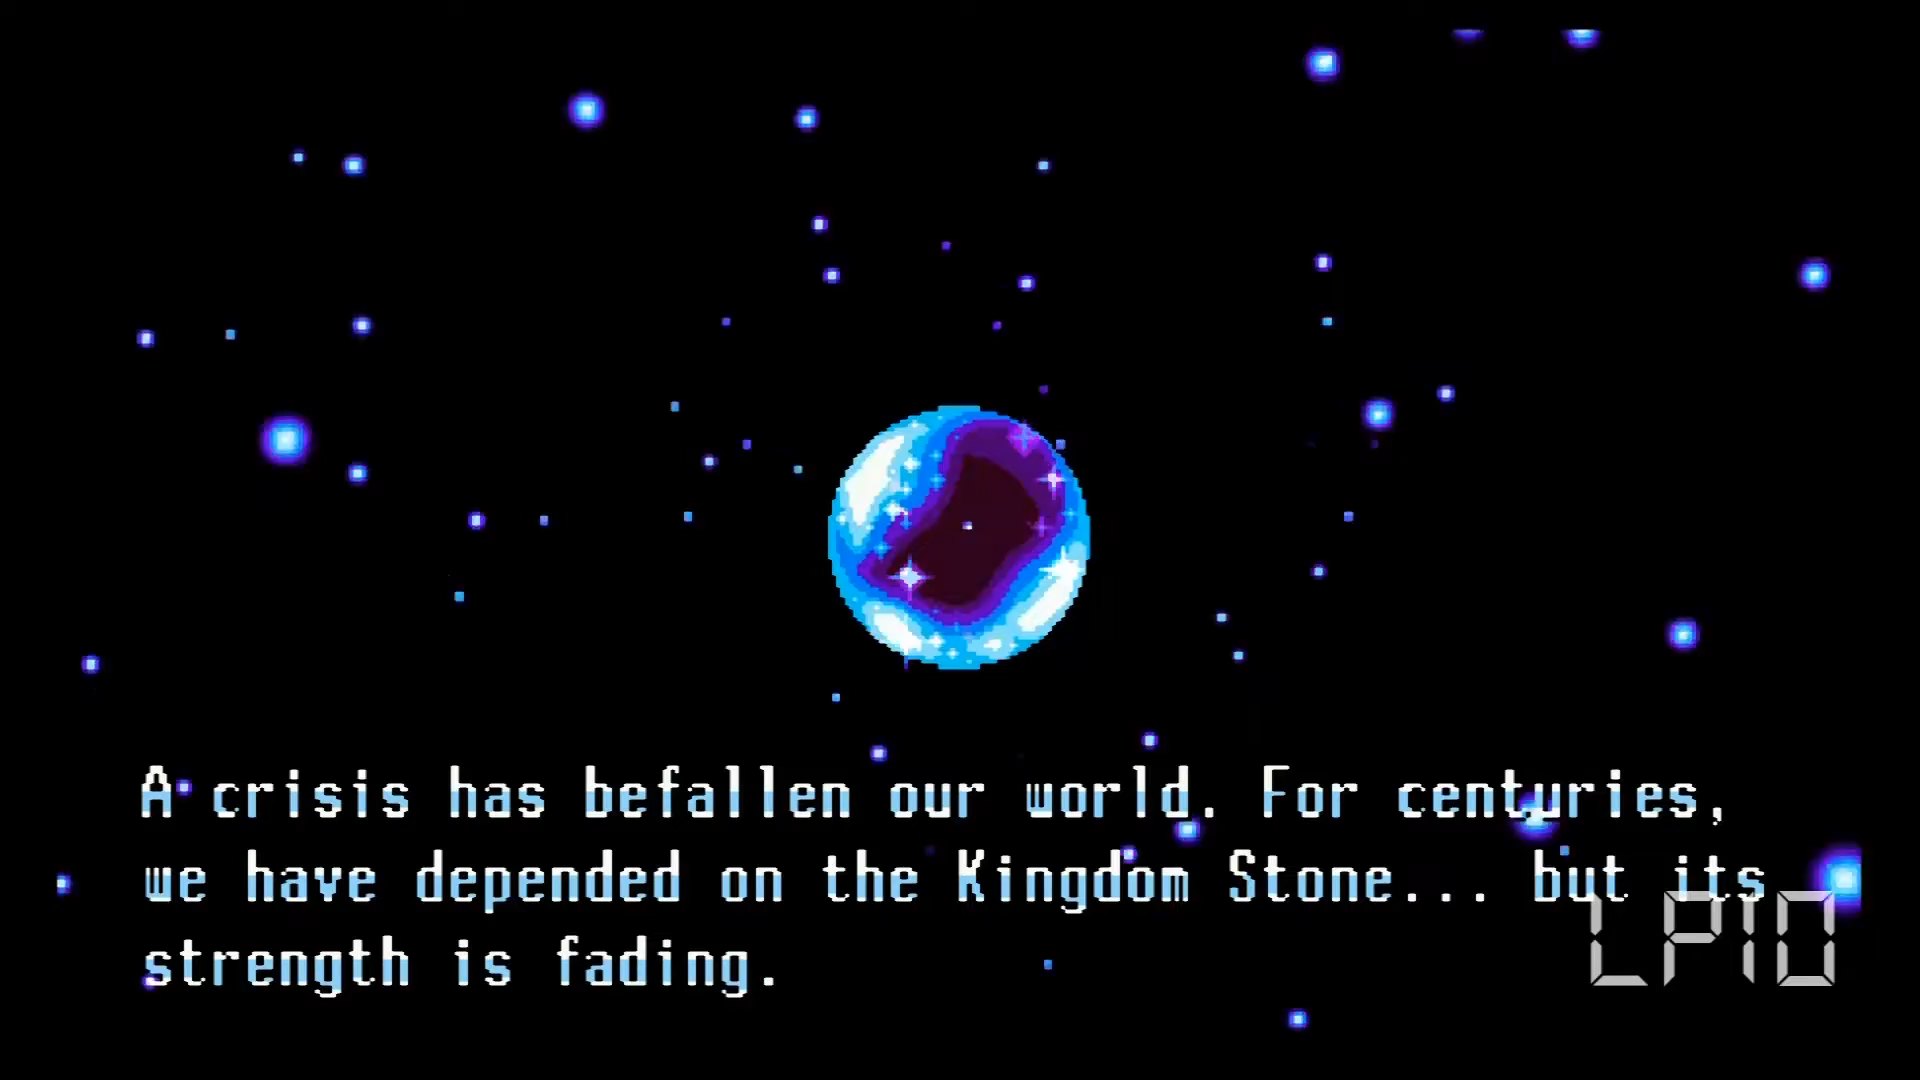 A crisis has befallen our world. For centuries,
we have depended on the Kingdom Stone... but its
strength is fading.
LP10